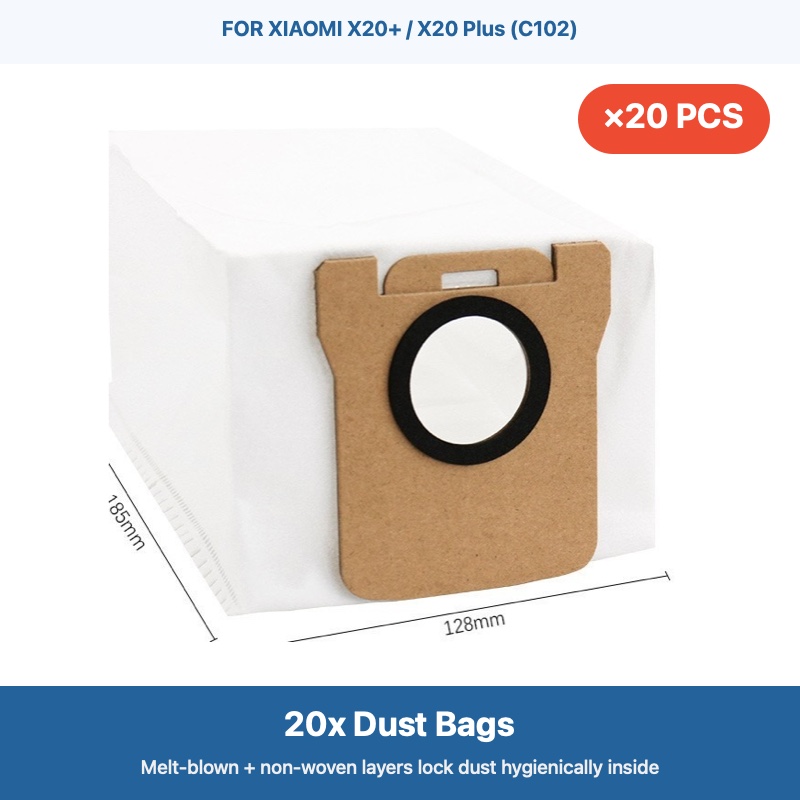 FOR XIAOMI X20+ / X20 Plus (C102)
×20 PCS
185mm
128mm
20x Dust Bags
Melt-blown + non-woven layers lock dust hygienically inside